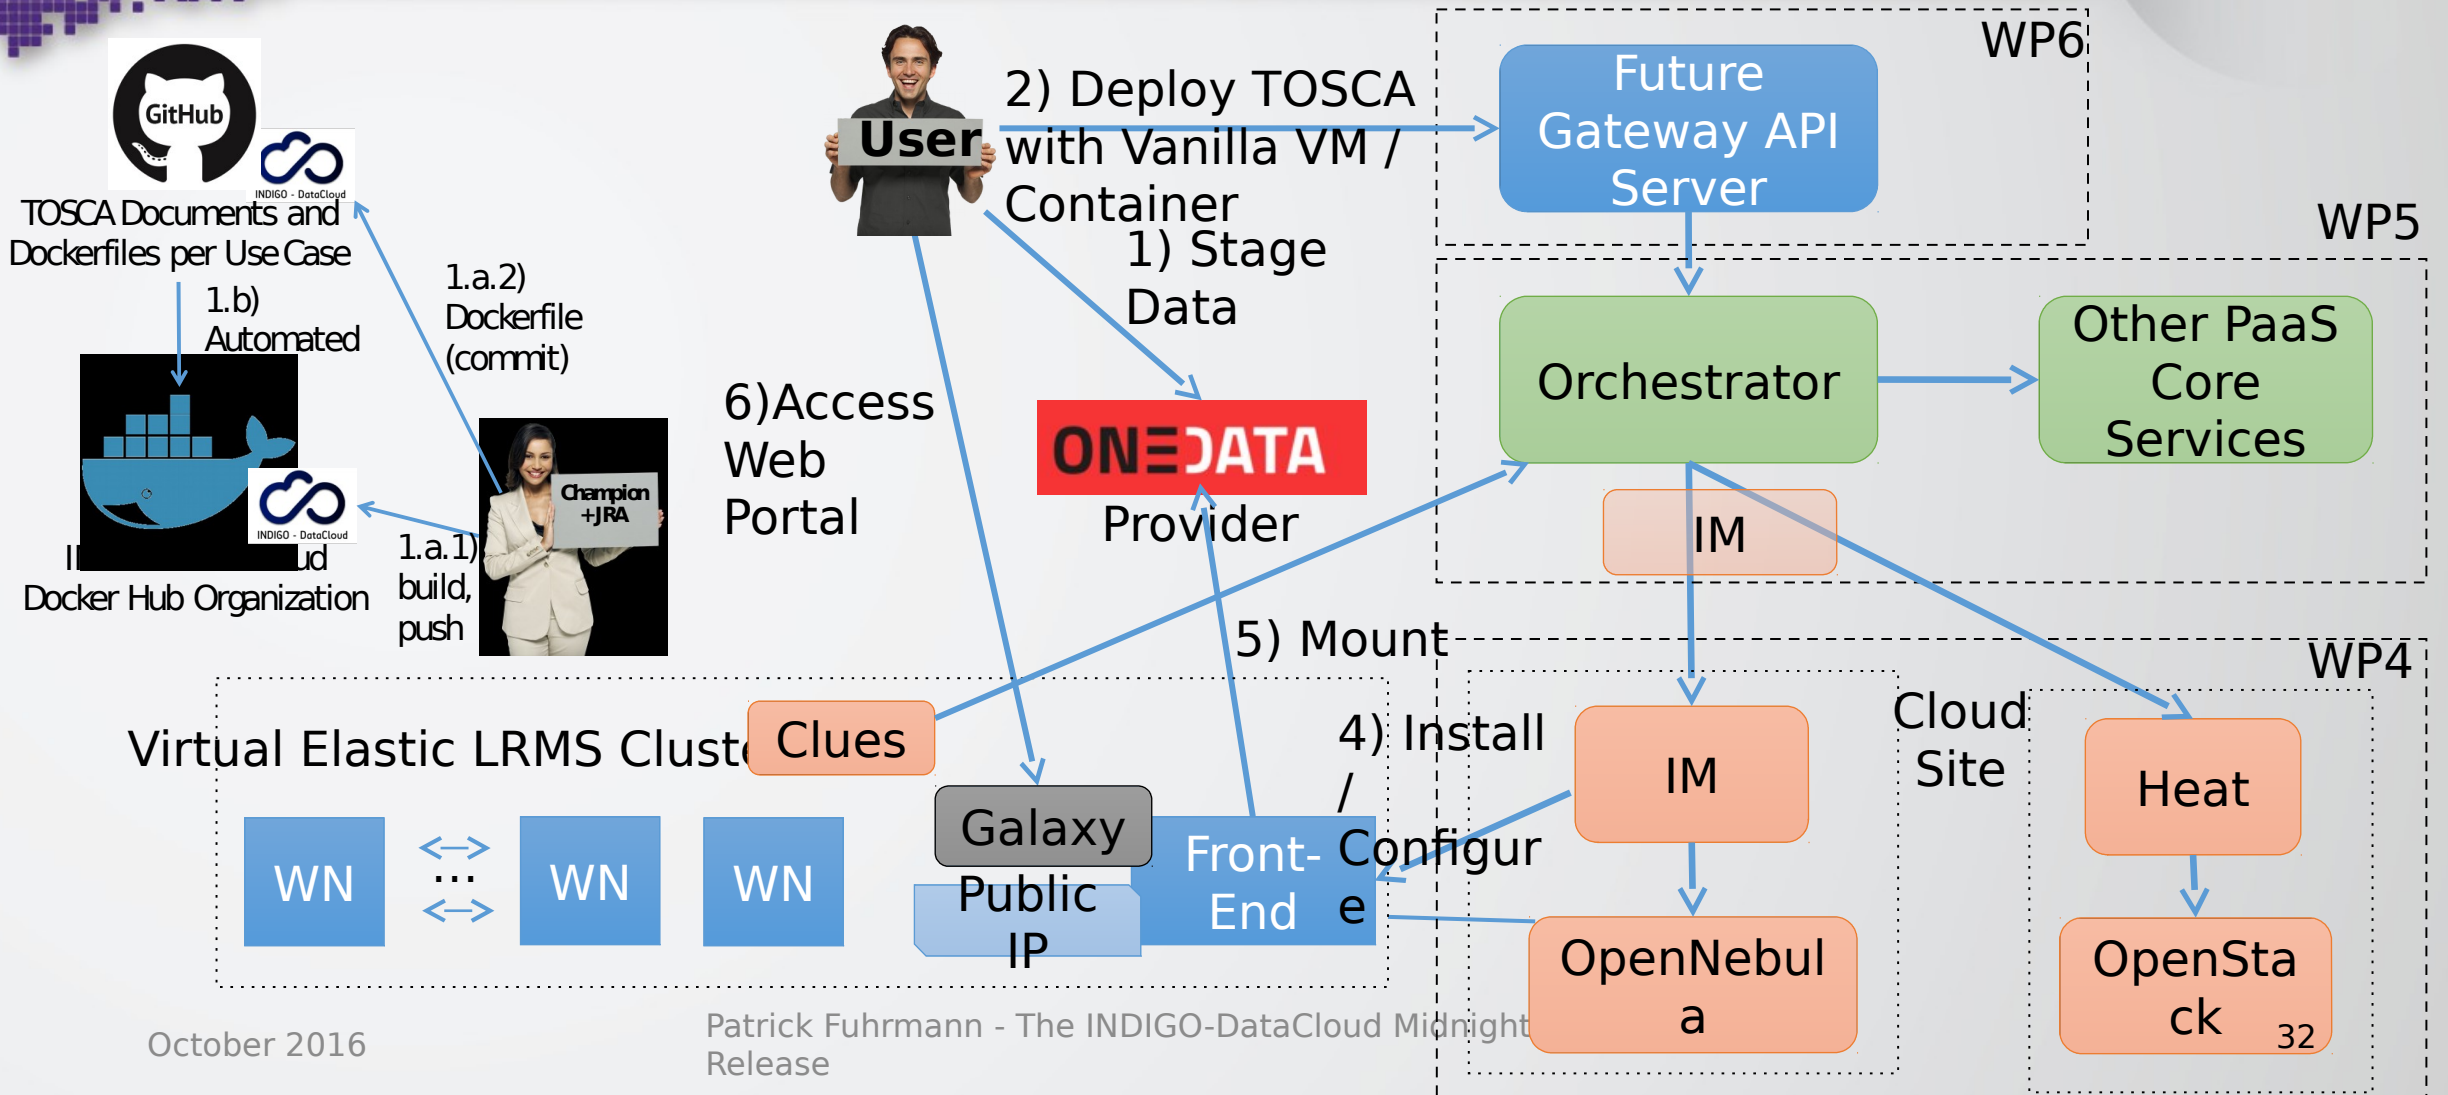 GitHub
INDIGO - DataCloud
TOSCA Documents and
Dockerfiles per Use Case
1.b)
Automated
1.a.2)
Dockerfile
(commit)
INDIGO - DataCloud
ud
Docker Hub Organization
1.a.1)
build,
push
Champion
+JRA
User
2) Deploy TOSCA
with Vanilla VM /
Container
1) Stage
Data
6)Access
Web
Portal
ONEDATA
Provider
WP6
Future
Gateway API
Server
WP5
Orchestrator
Other PaaS
Core
Services
IM
5) Mount
WP4
Cloud
Site
4) Install
/
Configur
e
IM
Heat
OpenNebul
a
OpenSta
ck
Virtual Elastic LRMS Cluste
Clues
WN
...
WN
WN
Galaxy
Public
IP
Front-
End
October 2016
Patrick Fuhrmann - The INDIGO-DataCloud Midnight
Release
32